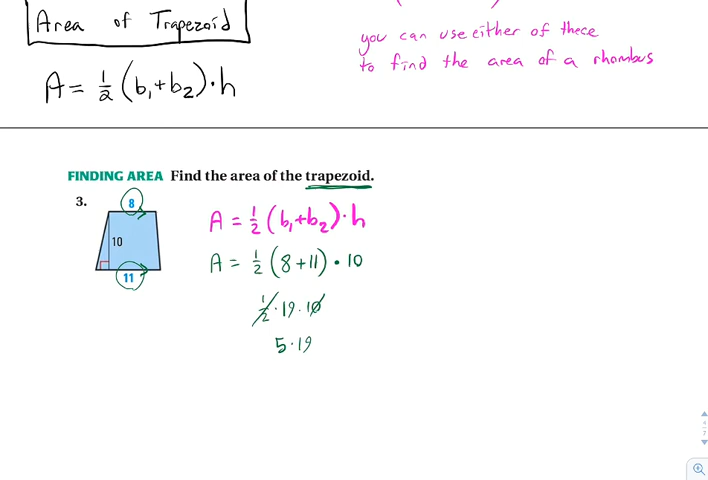 Area of Trapezoid
A = 1/2 (b₁+b₂)·h
you can use either of thece
to find the area of a rhombus
FINDING AREA Find the area of the trapezoid.
3.
8
10
11
A = 1/2 (b₁+b₂)·h
A = 1/2 (8+11)·10
1/2 · 19 · 10
5·19